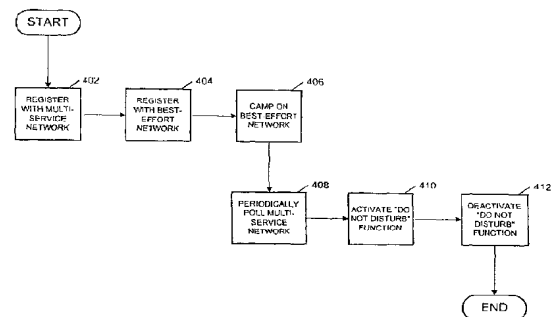 START
402
REGISTER
WITH MULTI-
SERVICE
NETWORK
404
REGISTER
WITH BEST-
EFFORT
NETWORK
406
CAMP ON
BEST-EFFORT
NETWORK
408
PERIODICALLY
POLL MULTI-
SERVICE
NETWORK
410
ACTIVATE "DO
NOT DISTURB"
FUNCTION
412
DEACTIVATE
"DO NOT
DISTURB"
FUNCTION
END